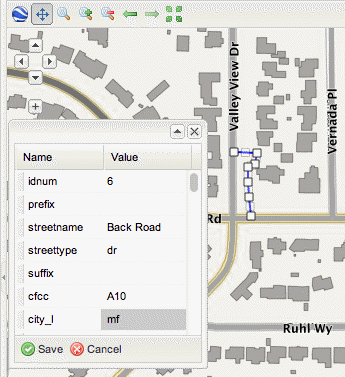 Valley View Dr
Vernada Pl
Rd
Name Value
idnum 6
prefix
streetname Back Road
streettype dr
suffix
cfcc A10
city_l mf
Ruhl Wy
Save Cancel